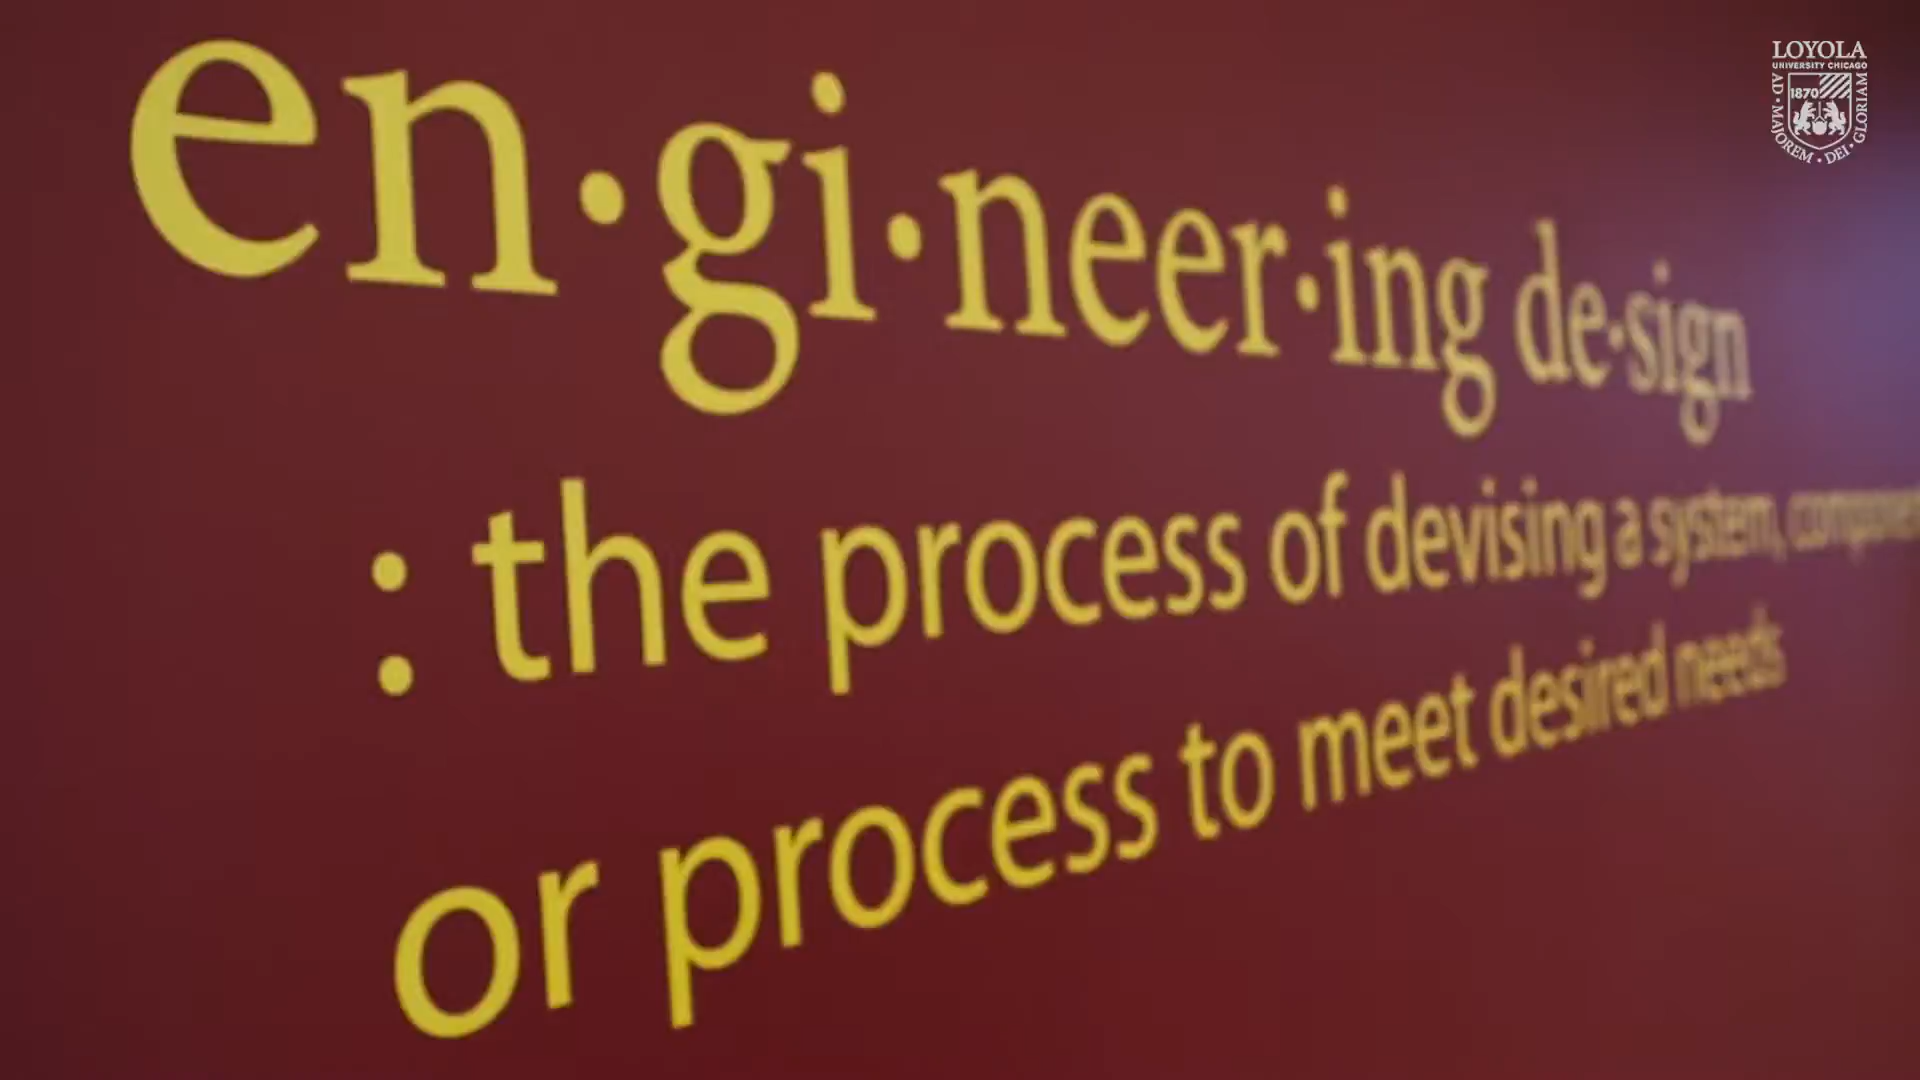 en·gi·neer·ing de·sign
: the process of devising a system,
or process to meet desired needs
LOYOLA
UNIVERSITY CHICAGO
1870
AD · MAJOREM · DEI · GLORIAM